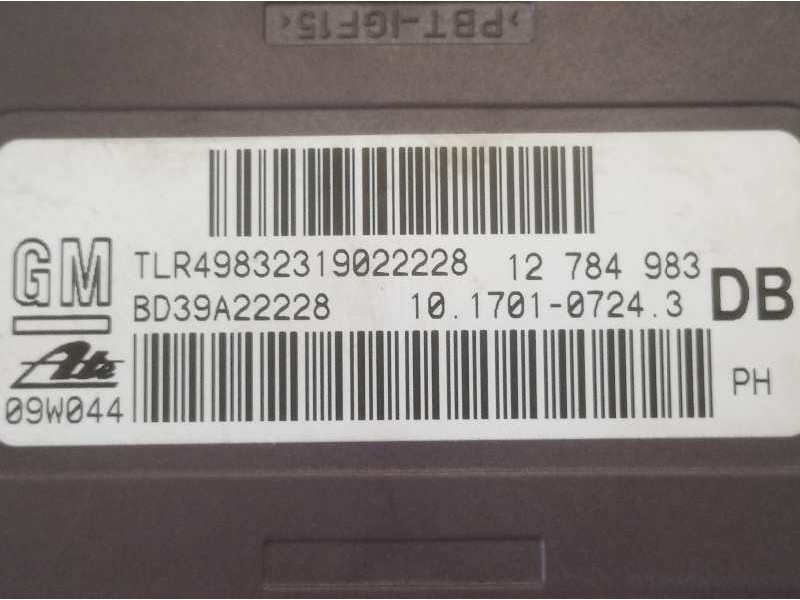 >PBT-IGF15<
GM
TLR49832319022228 12 784 983
BD39A22228 10.1701-0724.3 DB
Ate
09W044 PH